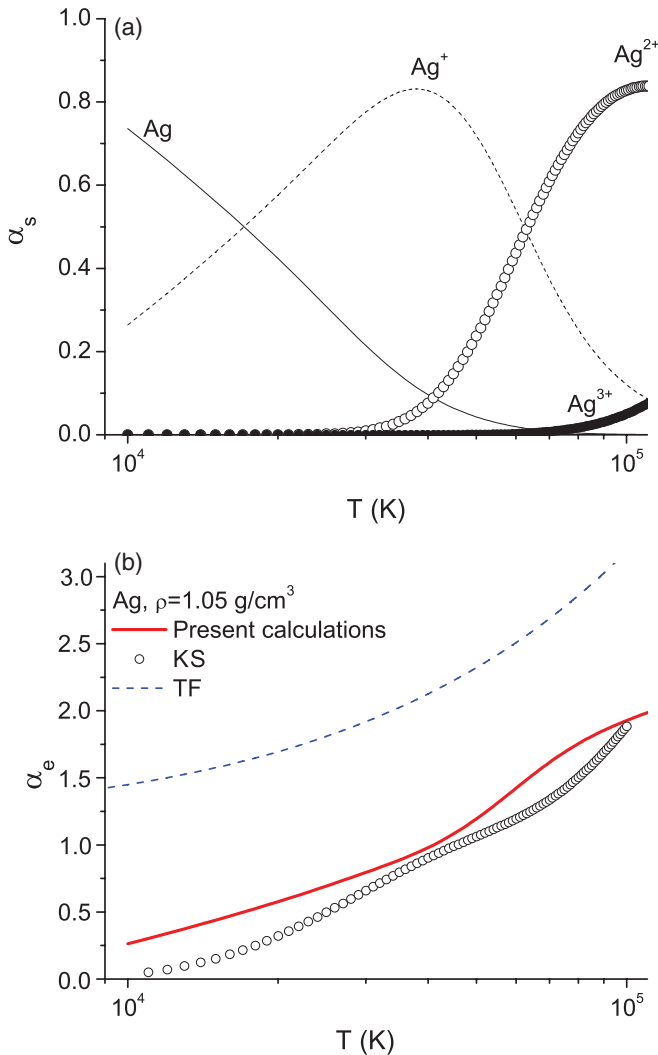 (a)
1.0
0.8
0.6
0.4
0.2
0.0
αₛ
Ag
Ag⁺
Ag²⁺
Ag³⁺
10⁴
10⁵
T (K)
(b)
3.0
2.5
2.0
1.5
1.0
0.5
0.0
αₑ
Ag, ρ=1.05 g/cm³
Present calculations
KS
TF
10⁴
10⁵
T (K)